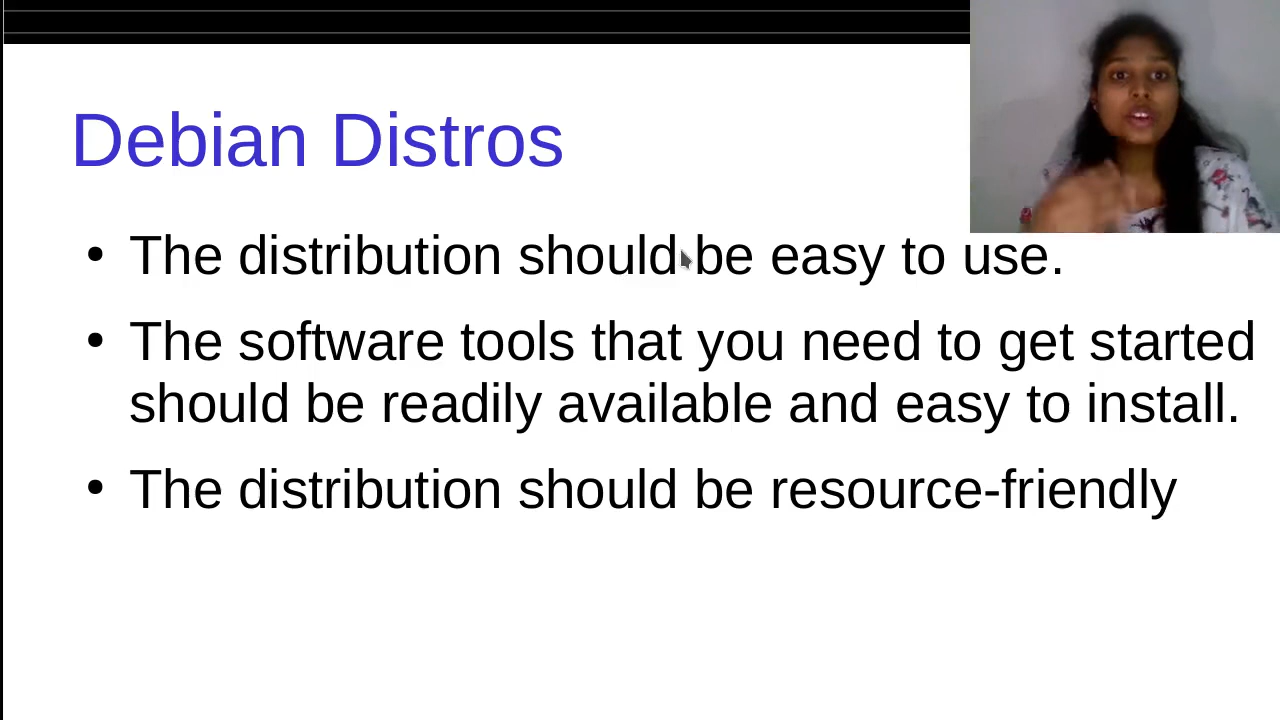 Debian Distros
• The distribution should be easy to use.
• The software tools that you need to get started
should be readily available and easy to install.
• The distribution should be resource-friendly